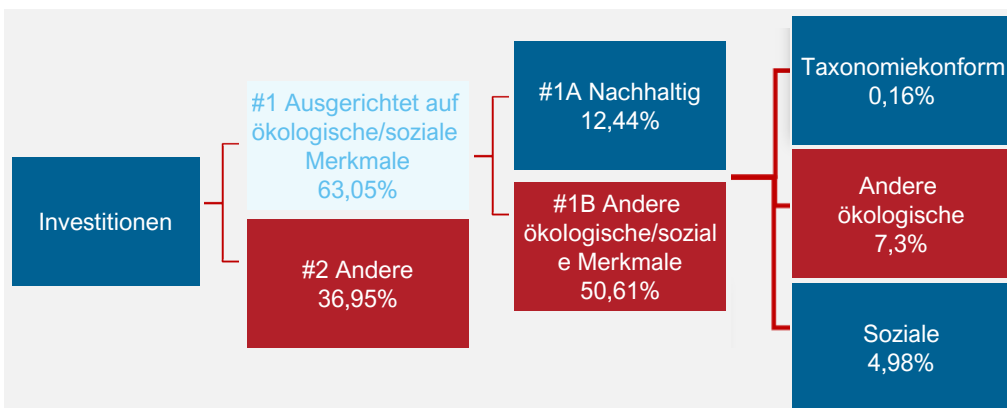 Investitionen
#1 Ausgerichtet auf
ökologische/soziale
Merkmale
63,05%
#2 Andere
36,95%
#1A Nachhaltig
12,44%
#1B Andere
ökologische/sozial
e Merkmale
50,61%
Taxonomiekonform
0,16%
Andere
ökologische
7,3%
Soziale
4,98%